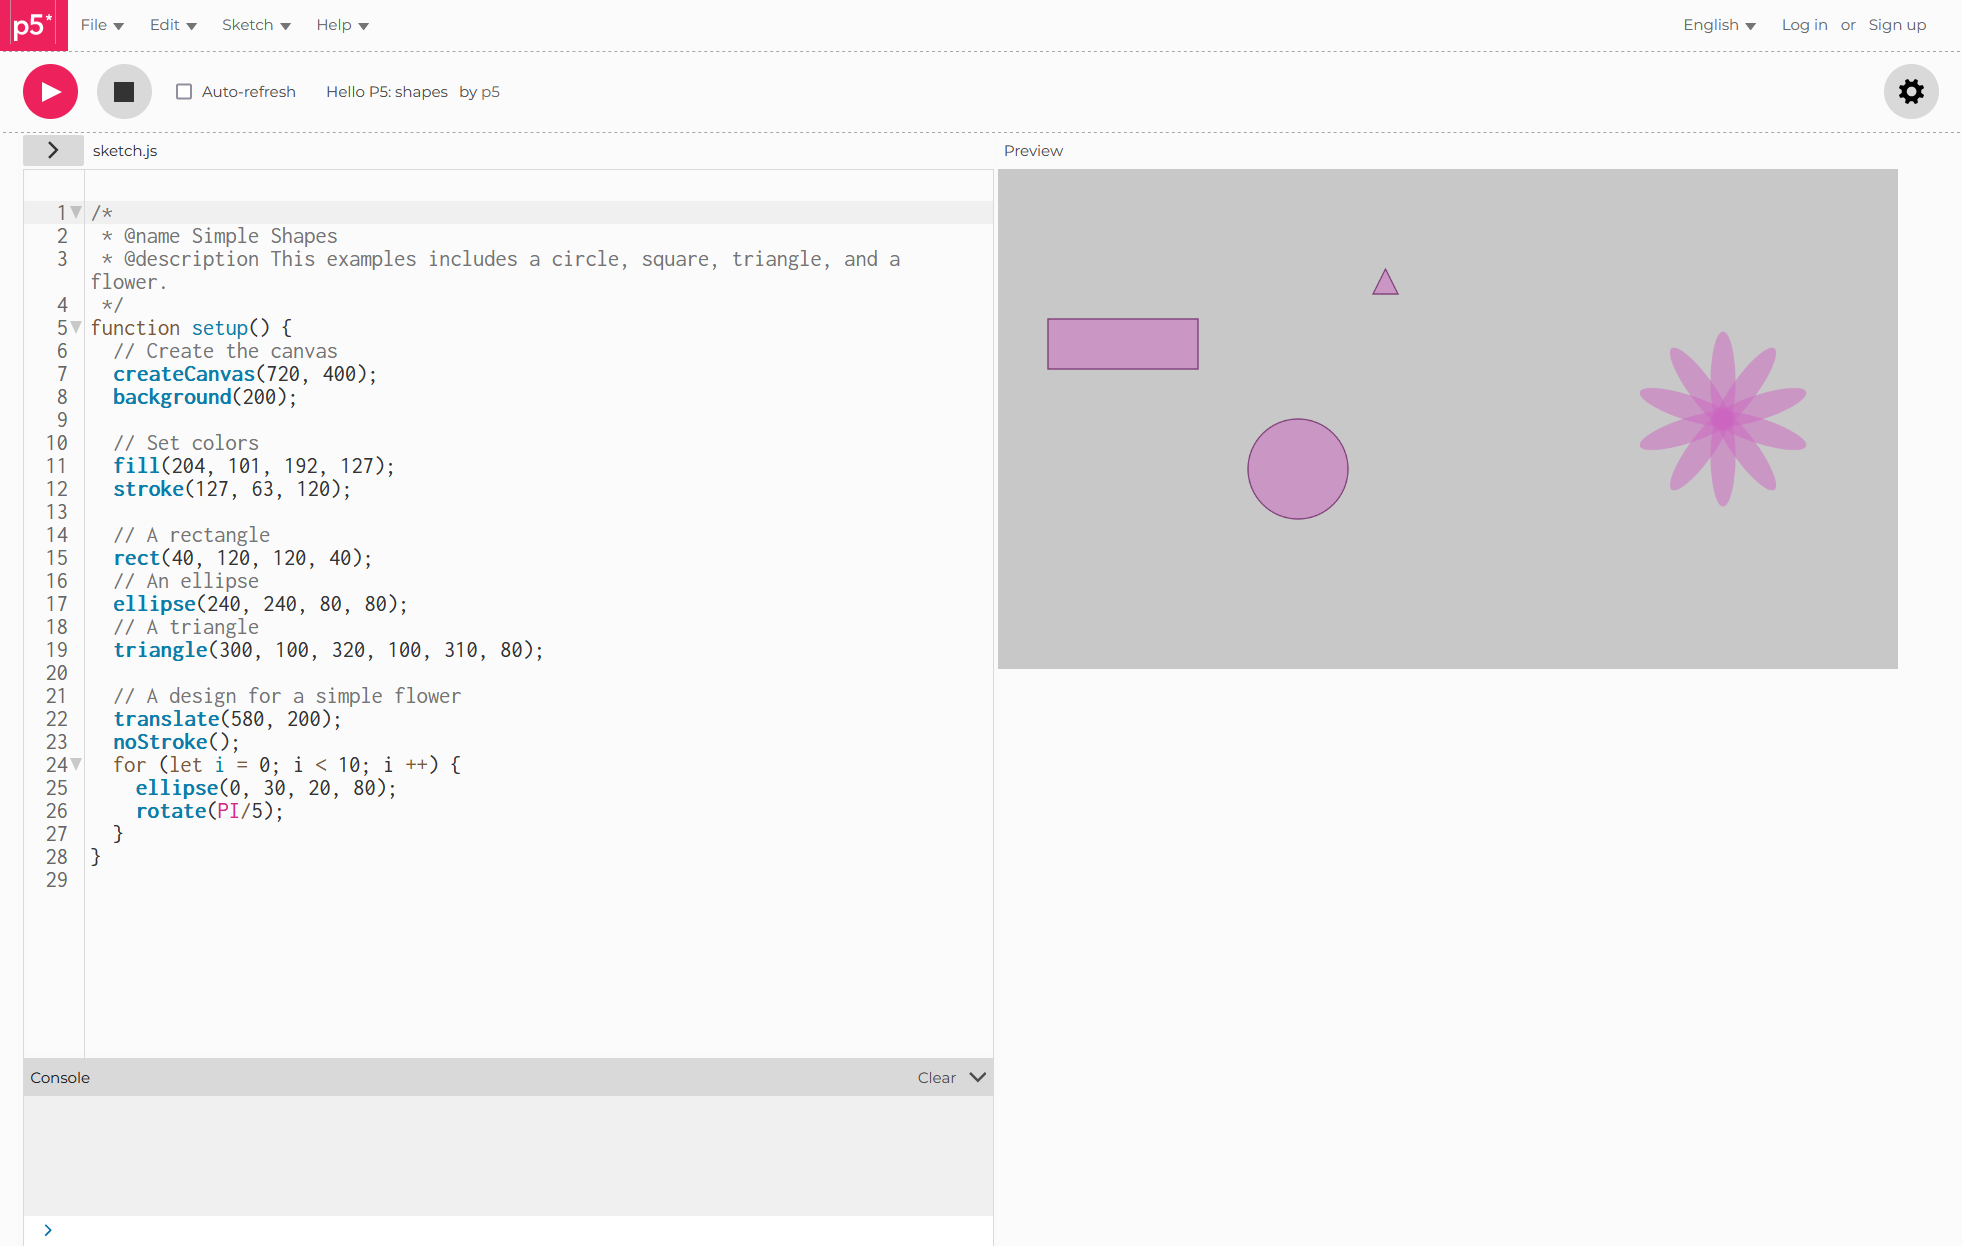 p5* File Edit Sketch Help English Log in or Sign up
Auto-refresh Hello P5: shapes by p5
sketch.js Preview
1 /*
2  * @name Simple Shapes
3  * @description This examples includes a circle, square, triangle, and a
flower.
4  */
5 function setup() {
6   // Create the canvas
7   createCanvas(720, 400);
8   background(200);
9
10   // Set colors
11   fill(204, 101, 192, 127);
12   stroke(127, 63, 120);
13
14   // A rectangle
15   rect(40, 120, 120, 40);
16   // An ellipse
17   ellipse(240, 240, 80, 80);
18   // A triangle
19   triangle(300, 100, 320, 100, 310, 80);
20
21   // A design for a simple flower
22   translate(580, 200);
23   noStroke();
24   for (let i = 0; i < 10; i ++) {
25     ellipse(0, 30, 20, 80);
26     rotate(PI/5);
27   }
28 }
29
Console Clear